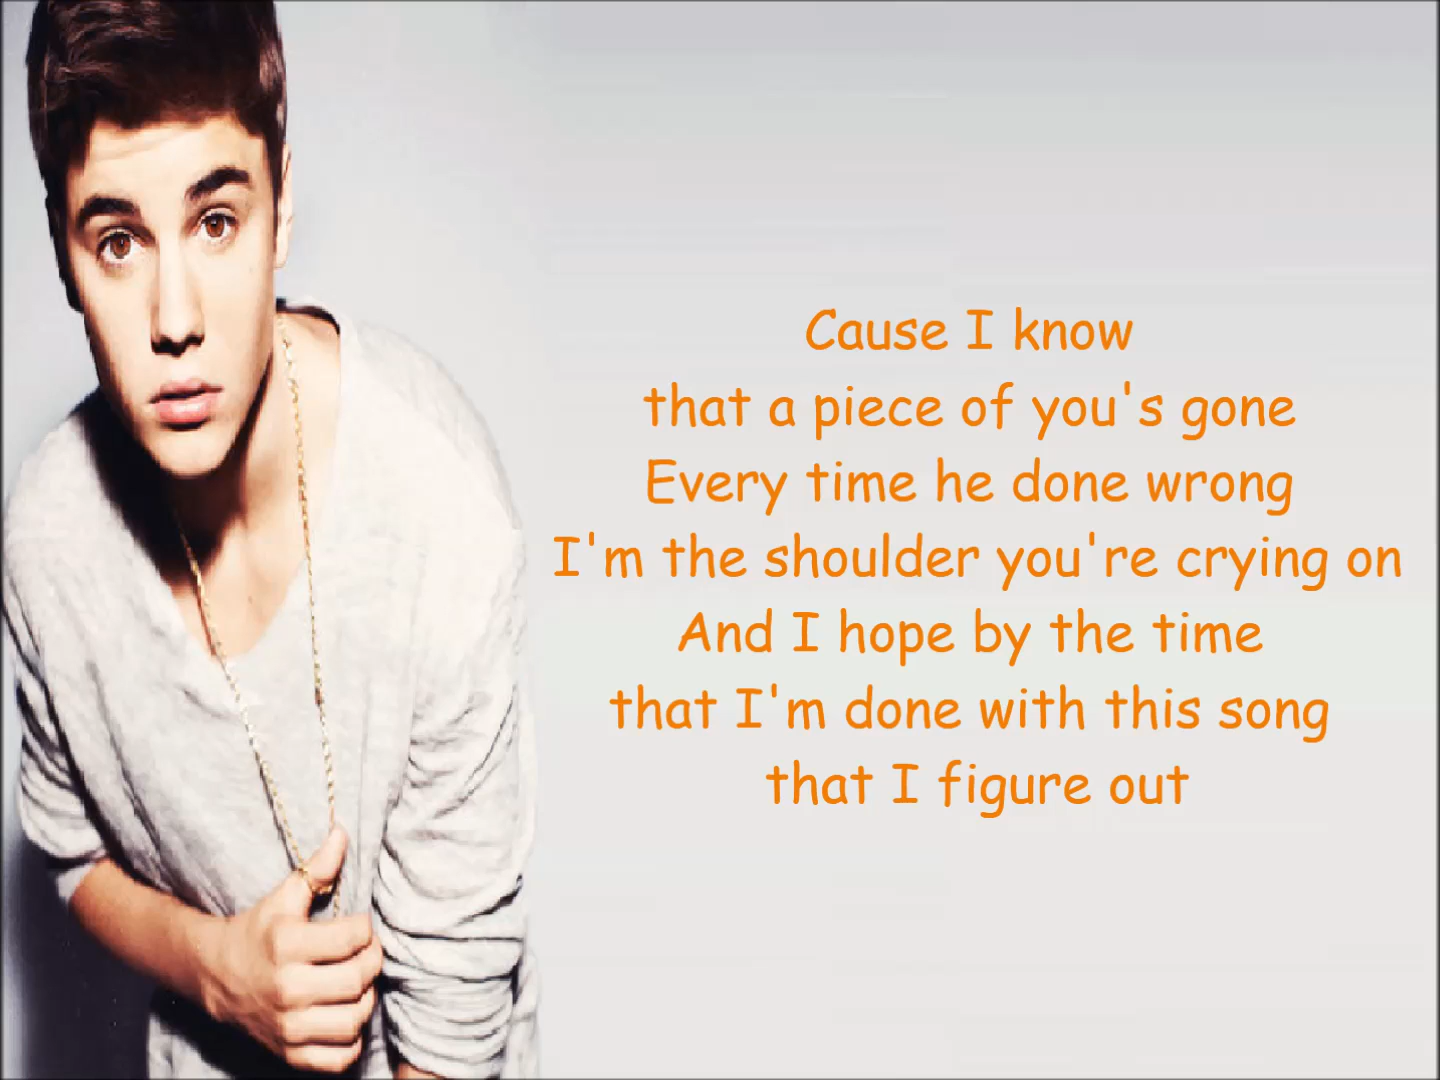 Cause I know
that a piece of you's gone
Every time he done wrong
I'm the shoulder you're crying on
And I hope by the time
that I'm done with this song
that I figure out